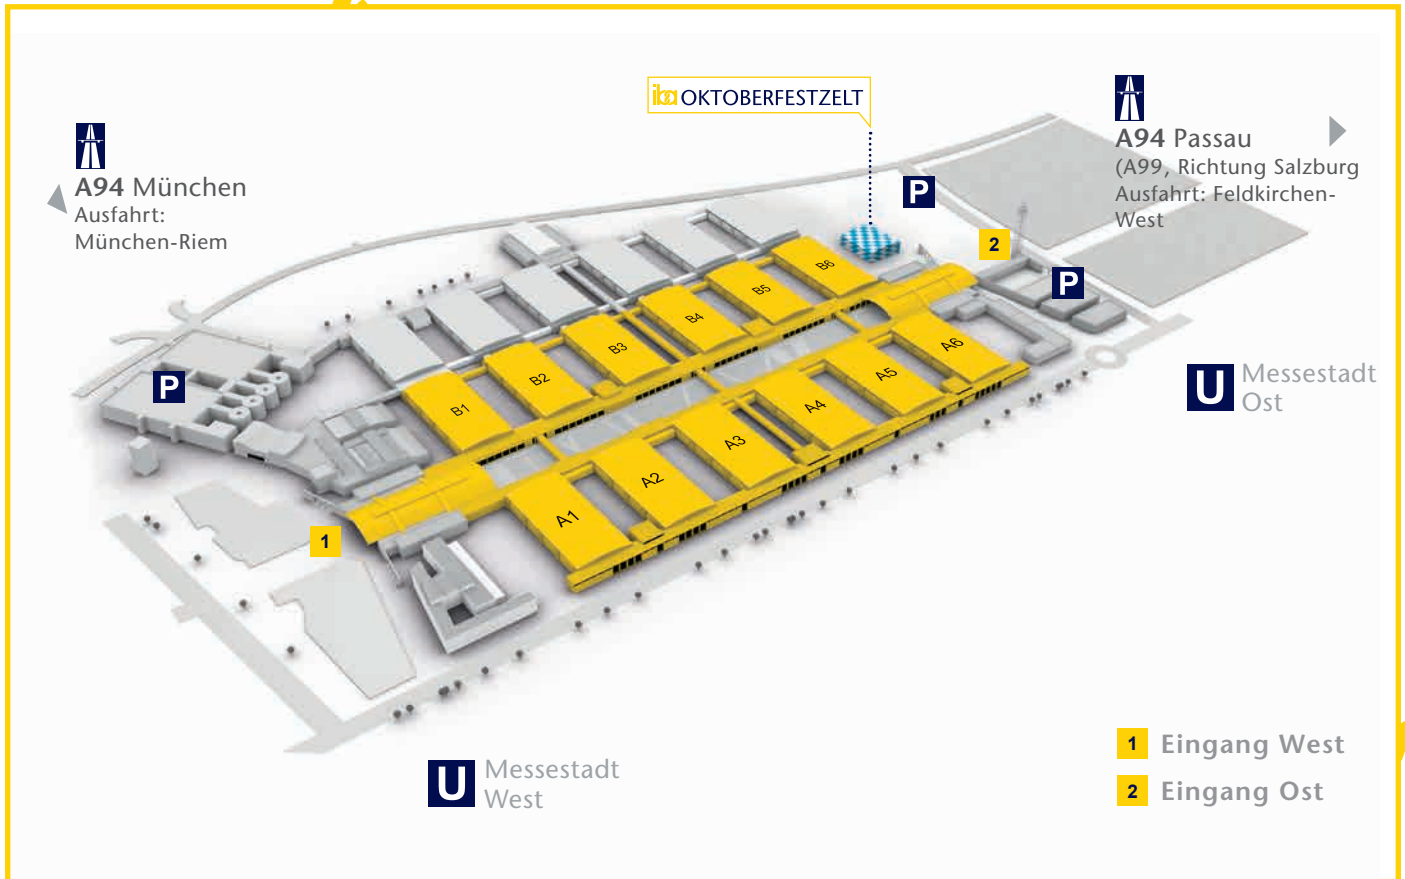 iba OKTOBERFESTZELT
A94 München
Ausfahrt:
München-Riem
A94 Passau
(A99, Richtung Salzburg
Ausfahrt: Feldkirchen-
West
P
2
P
P
B6
B5
B4
B3
B2
B1
A6
A5
A4
A3
A2
A1
1
U Messestadt
Ost
U Messestadt
West
1 Eingang West
2 Eingang Ost